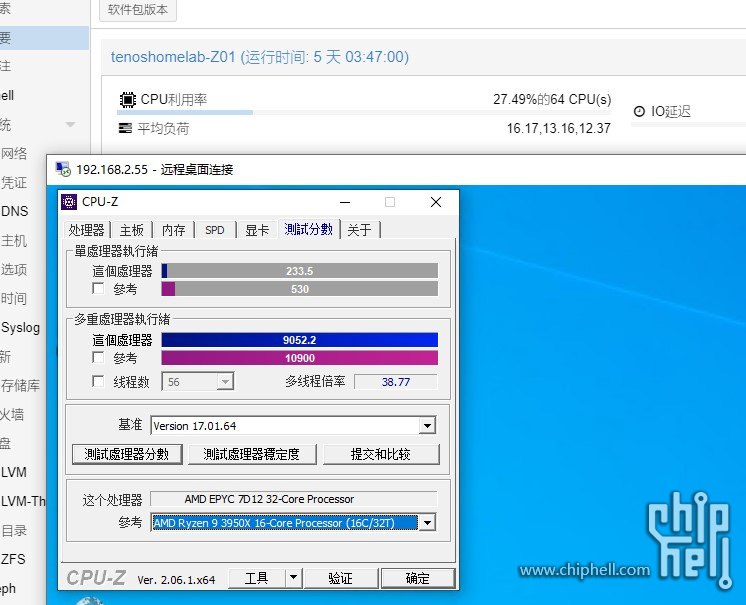 索
软件包版本
要
tenoshomelab-Z01 (运行时间: 5 天 03:47:00)
注
ell
CPU利用率
27.49%的64 CPU(s)
IO延迟
统
平均负荷
16.17,13.16,12.37
网络
192.168.2.55 - 远程桌面连接
凭证
CPU-Z
DNS
处理器
主板
内存
SPD
显卡
測試分數
关于
主机
單處理器執行緒
选项
這個處理器
233.5
参考
530
时间
多重處理器執行緒
Syslog
這個處理器
9052.2
新
参考
10900
存储库
线程数
56
多线程倍率
38.77
火墙
基准
Version 17.01.64
盘
測試處理器分數
測試處理器穩定度
提交和比较
LVM
LVM-Th
这个处理器
AMD EPYC 7D12 32-Core Processor
参考
AMD Ryzen 9 3950X 16-Core Processor (16C/32T)
目录
ZFS
CPU-Z
Ver. 2.06.1.x64
工具
验证
确定
eph
chip
hell
www.chiphell.com